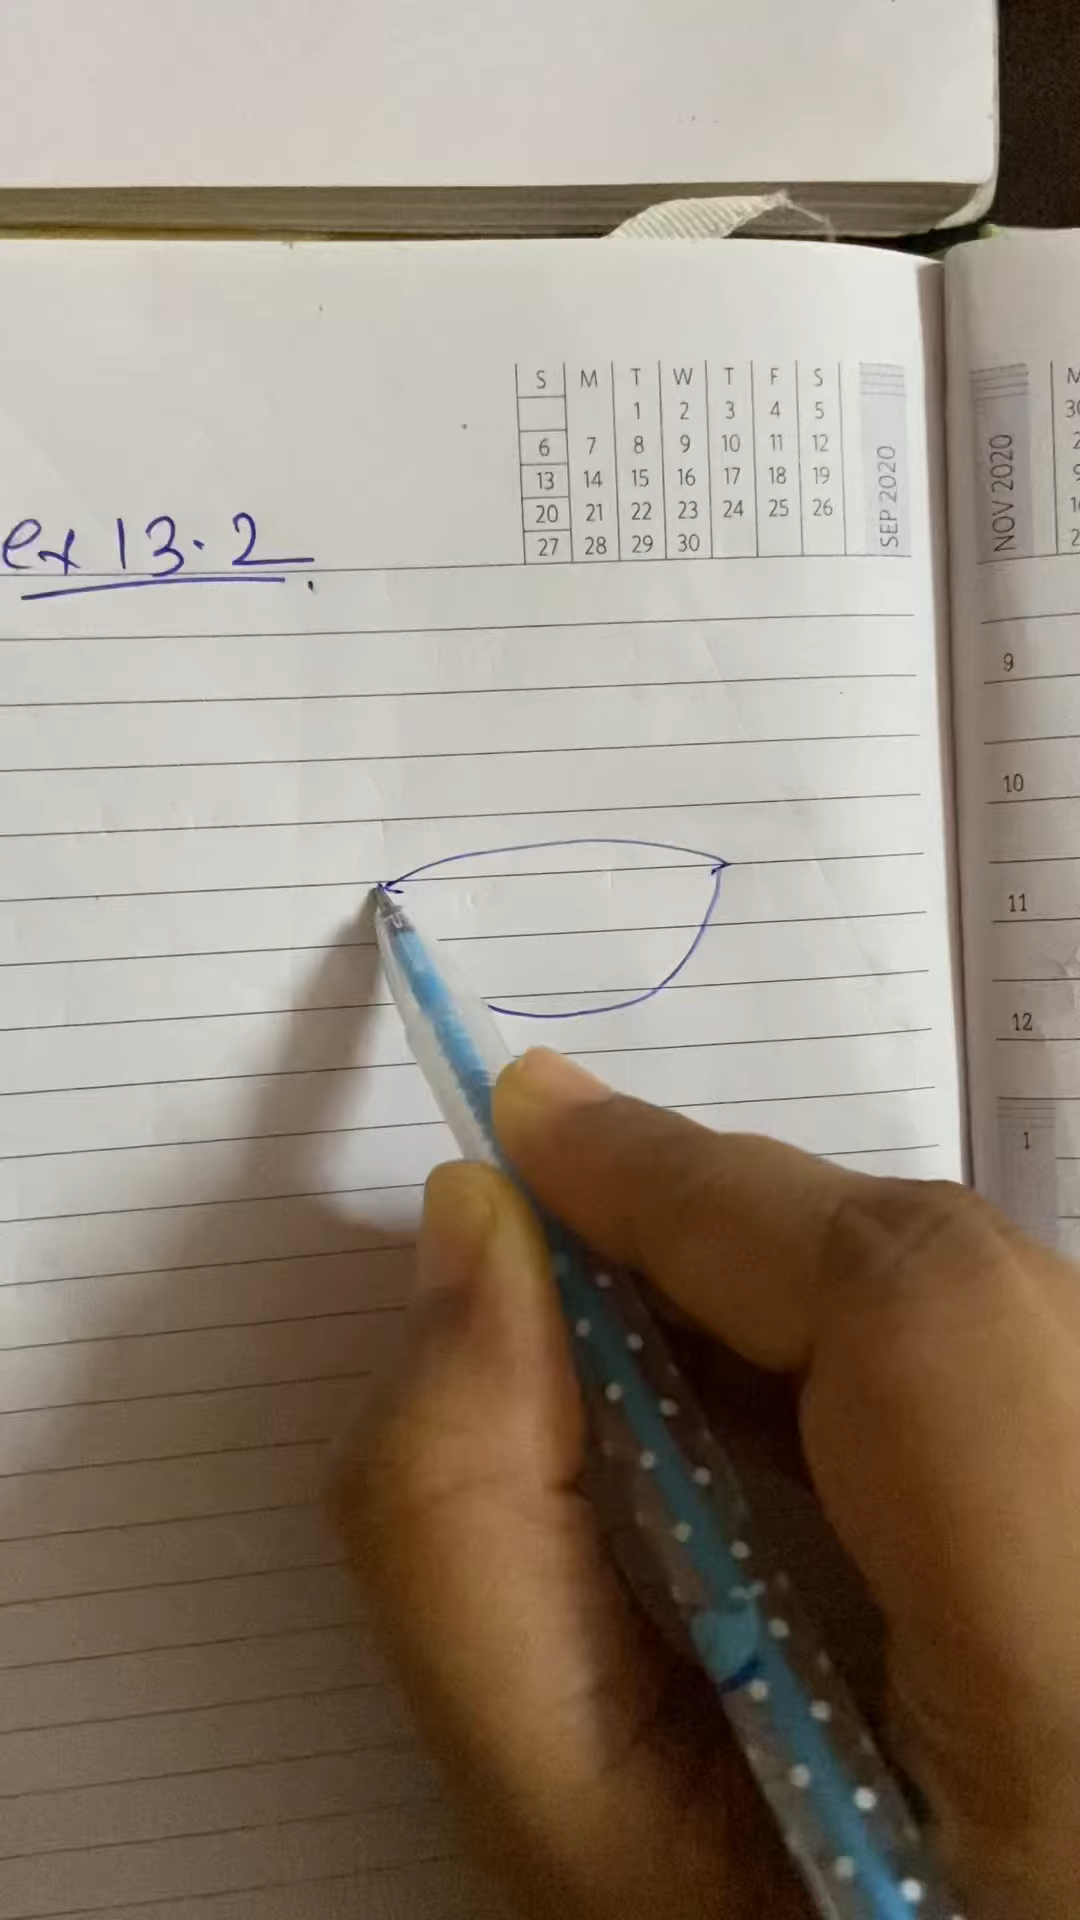 S M T W T F S
1 2 3 4 5
6 7 8 9 10 11 12
13 14 15 16 17 18 19
20 21 22 23 24 25 26
27 28 29 30
SEP 2020
ex 13.2
NOV 2020
9
10
11
12
1